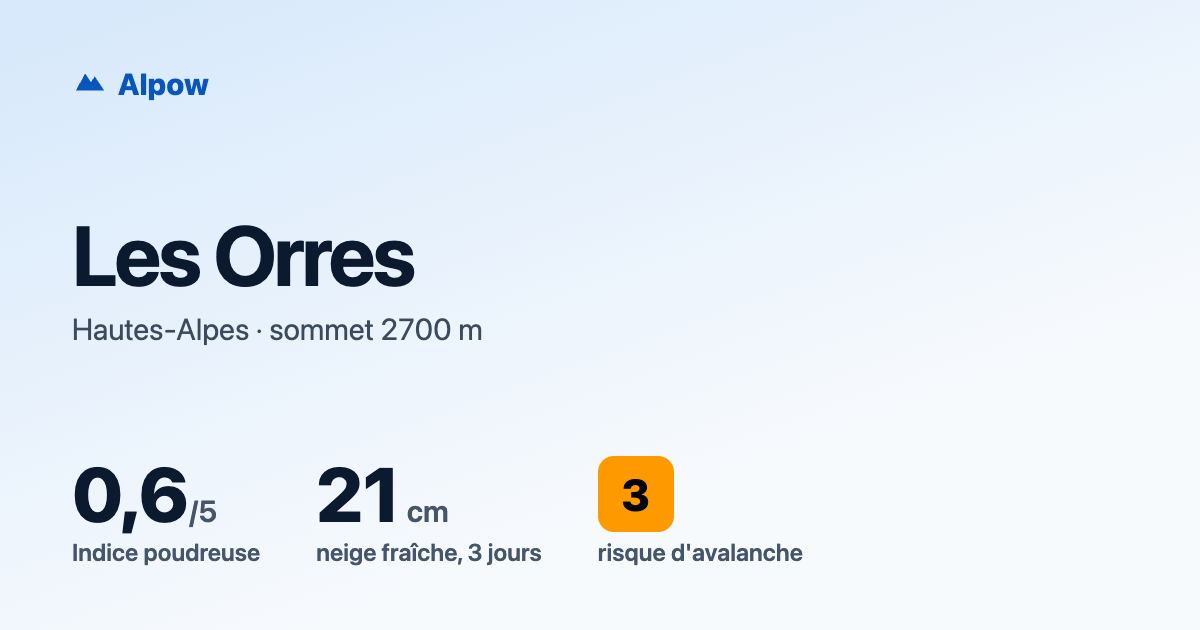 Alpow
Les Orres
Hautes-Alpes · sommet 2700 m
0,6/5
Indice poudreuse
21 cm
neige fraîche, 3 jours
3
risque d'avalanche